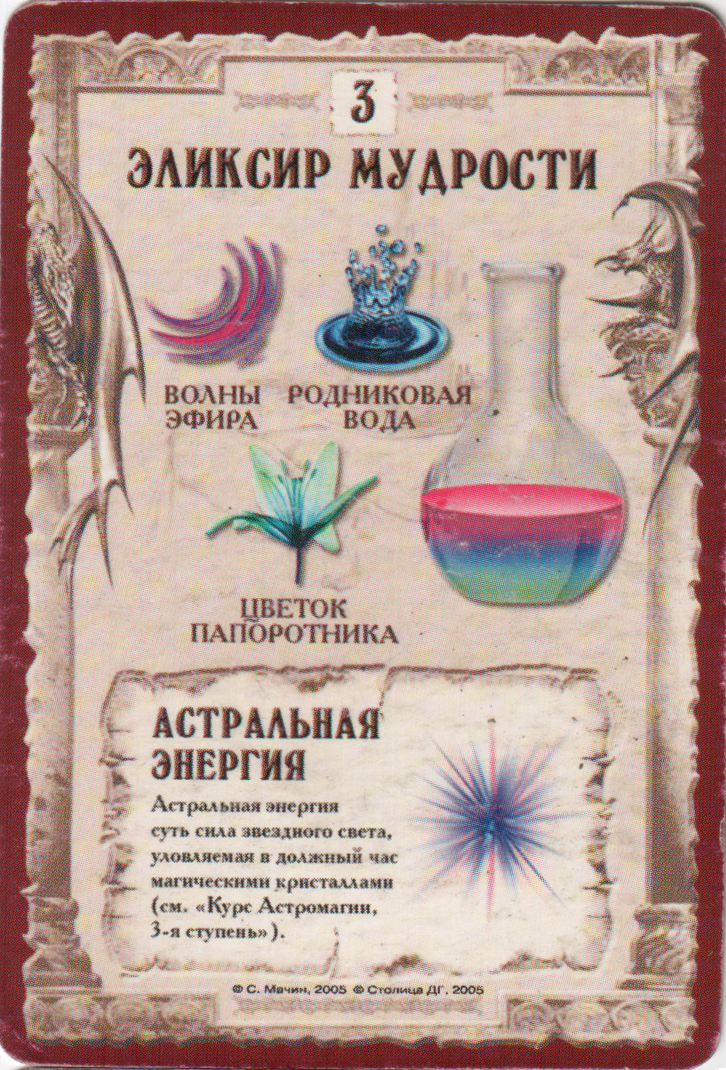 3
ЭЛИКСИР МУДРОСТИ
ВОЛНЫ
ЭФИРА
РОДНИКОВАЯ
ВОДА
ЦВЕТОК
ПАПОРОТНИКА
АСТРАЛЬНАЯ
ЭНЕРГИЯ
Астральная энергия
суть сила звездного света,
уловляемая в должный час
магическими кристаллами
(см. «Курс Астромагии,
3-я ступень»).
© С. Мачин, 2005 © Столица ДГ, 2005